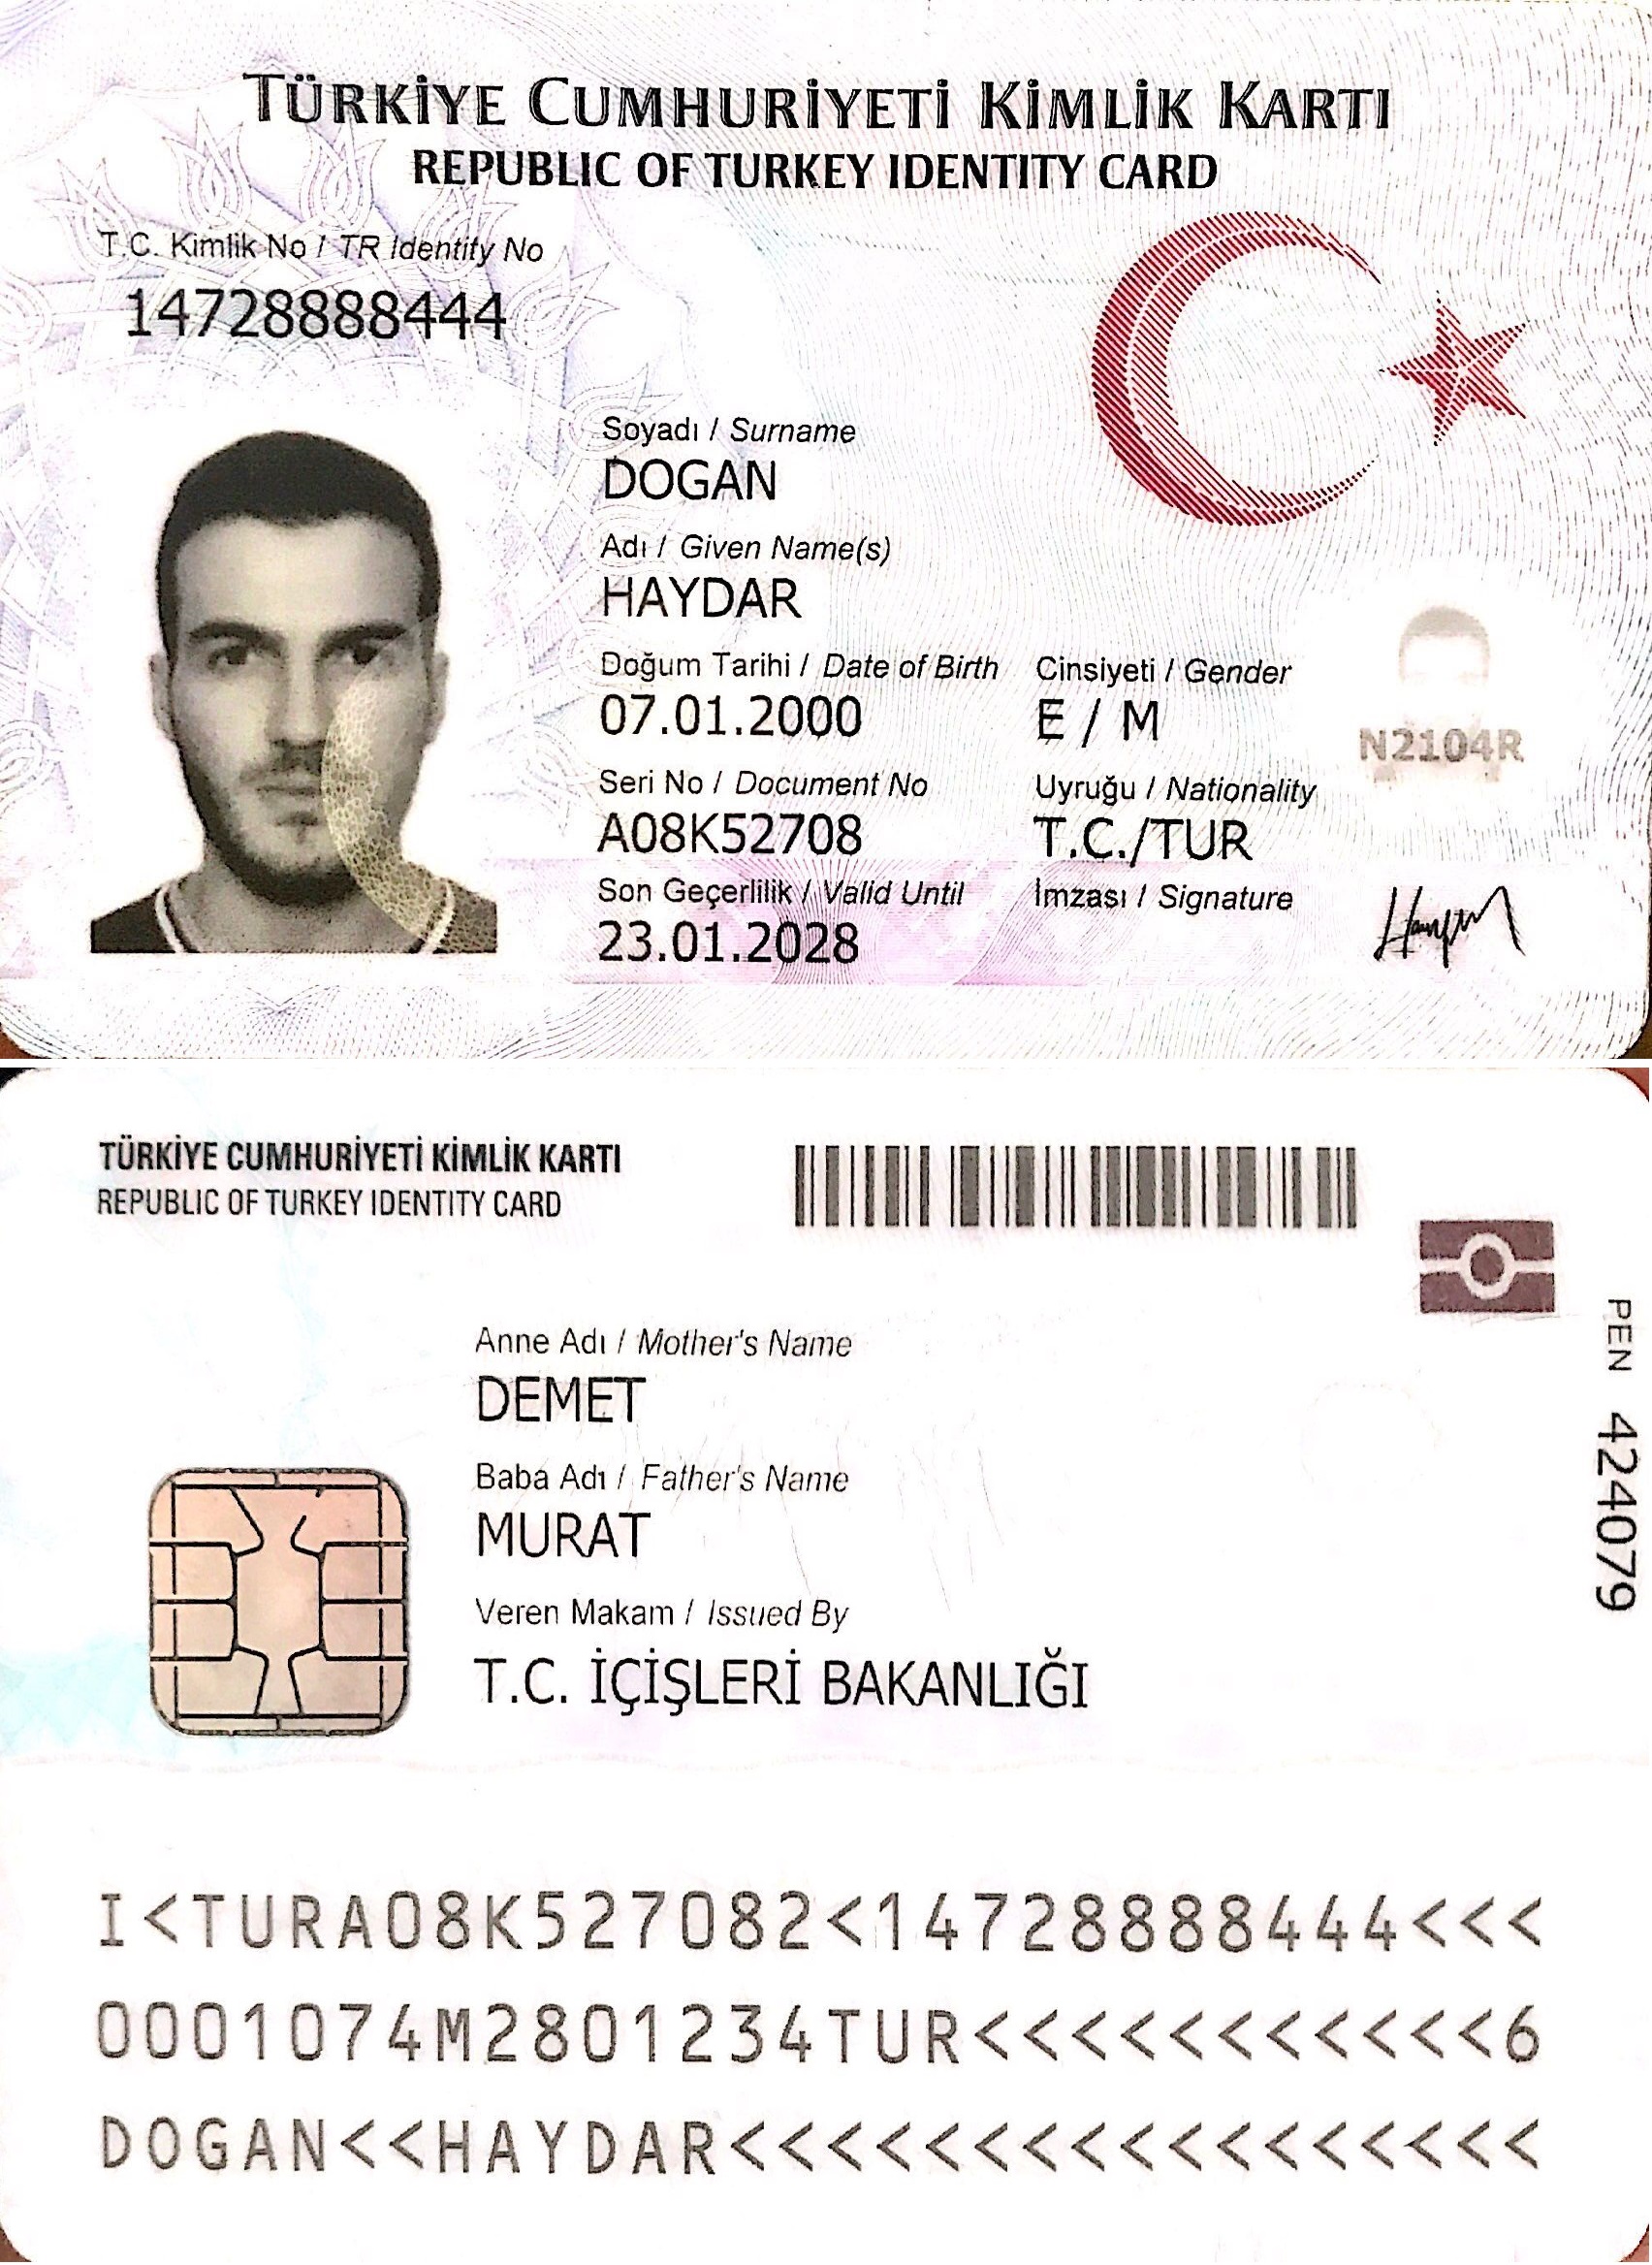 TÜRKİYE CUMHURİYETİ KİMLİK KARTI
REPUBLIC OF TURKEY IDENTITY CARD
T.C. Kimlik No / TR Identity No
14728888444
Soyadı / Surname
DOGAN
Adı / Given Name(s)
HAYDAR
Doğum Tarihi / Date of Birth
07.01.2000
Cinsiyeti / Gender
E / M
N2104R
Seri No / Document No
A08K52708
Uyruğu / Nationality
T.C./TUR
Son Geçerlilik / Valid Until
23.01.2028
İmzası / Signature
TÜRKİYE CUMHURİYETİ KİMLİK KARTI
REPUBLIC OF TURKEY IDENTITY CARD
Anne Adı / Mother's Name
DEMET
Baba Adı / Father's Name
MURAT
Veren Makam / Issued By
T.C. İÇİŞLERİ BAKANLIĞI
PEN 424079
I<TURA08K527082<14728888444<<<
0001074M2801234TUR<<<<<<<<<<<6
DOGAN<<HAYDAR<<<<<<<<<<<<<<<<<